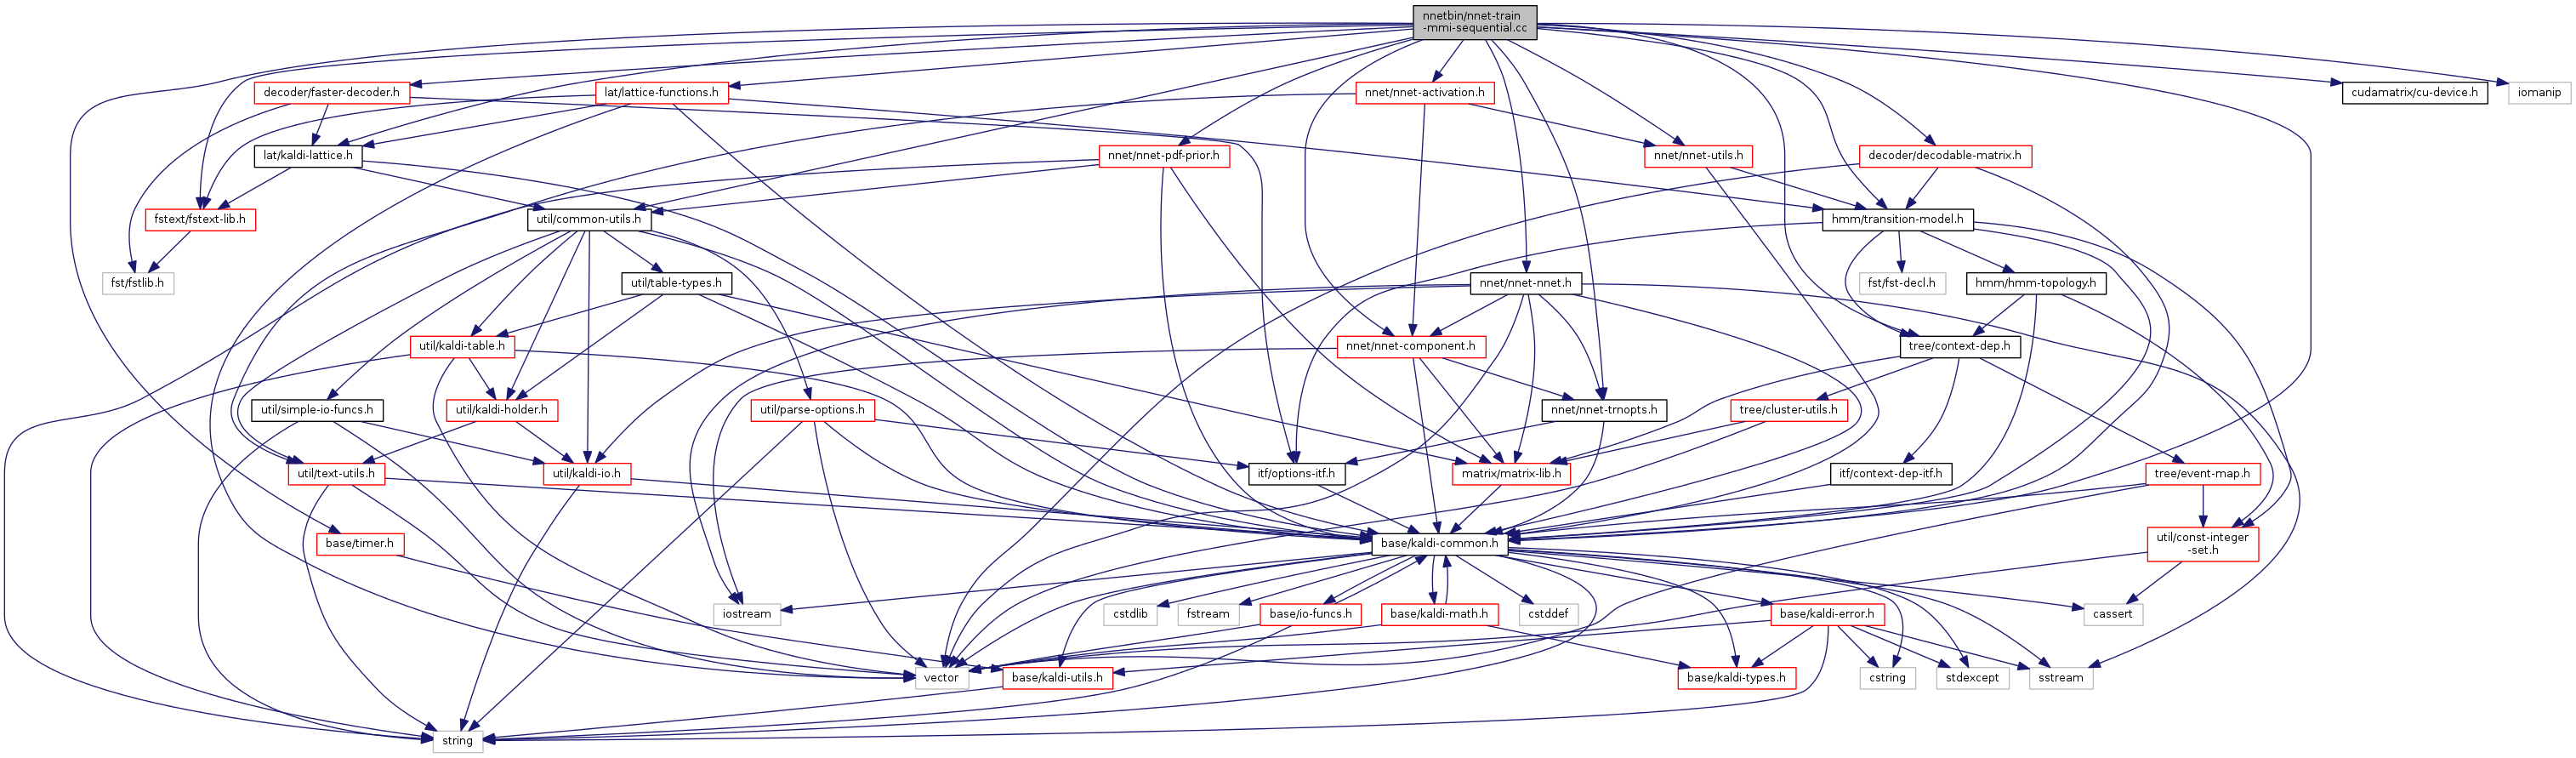 nnetbin/nnet-train
-mmi-sequential.cc
decoder/faster-decoder.h
lat/lattice-functions.h
nnet/nnet-activation.h
cudamatrix/cu-device.h
iomanip
lat/kaldi-lattice.h
nnet/nnet-pdf-prior.h
nnet/nnet-utils.h
decoder/decodable-matrix.h
fstext/fstext-lib.h
util/common-utils.h
hmm/transition-model.h
fst/fstlib.h
util/table-types.h
nnet/nnet-nnet.h
fst/fst-decl.h
hmm/hmm-topology.h
util/kaldi-table.h
nnet/nnet-component.h
tree/context-dep.h
util/simple-io-funcs.h
util/kaldi-holder.h
util/parse-options.h
nnet/nnet-trnopts.h
tree/cluster-utils.h
util/text-utils.h
util/kaldi-io.h
itf/options-itf.h
matrix/matrix-lib.h
itf/context-dep-itf.h
tree/event-map.h
base/timer.h
base/kaldi-common.h
util/const-integer
-set.h
iostream
cstdlib
fstream
base/io-funcs.h
base/kaldi-math.h
cstddef
base/kaldi-error.h
cassert
vector
base/kaldi-utils.h
base/kaldi-types.h
cstring
stdexcept
sstream
string